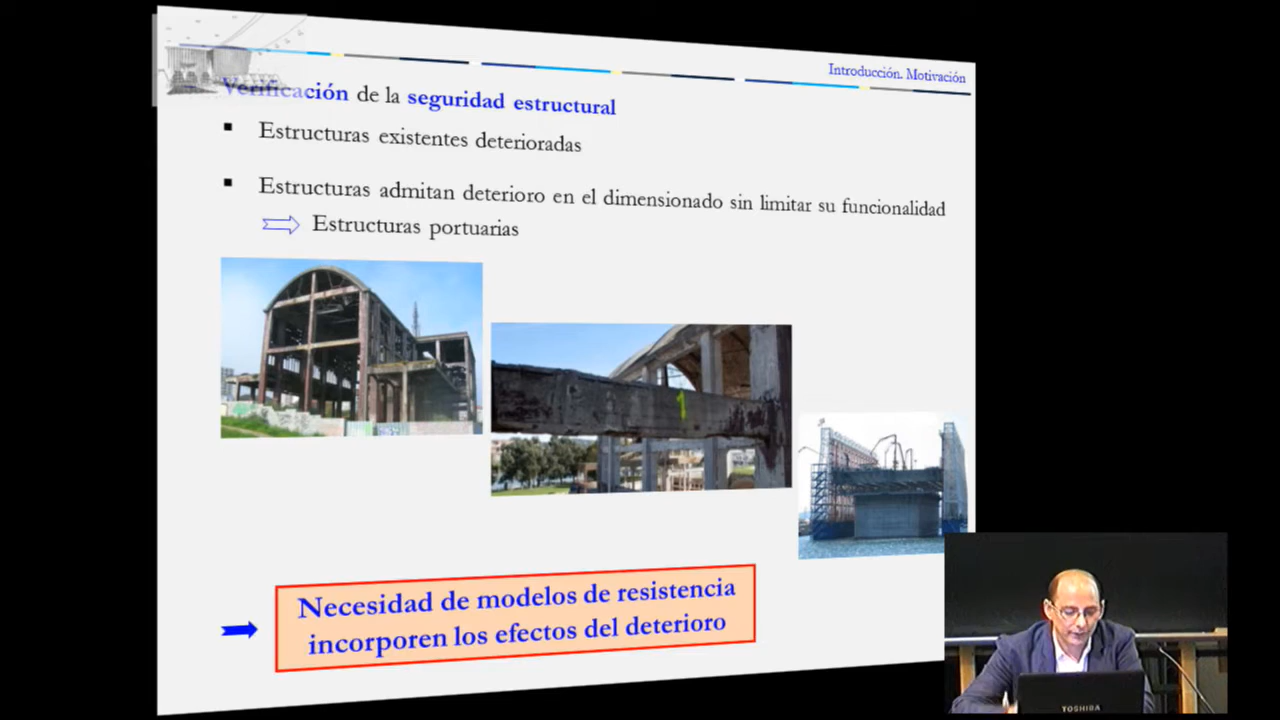 Introducción. Motivación
Verificación de la seguridad estructural
▪ Estructuras existentes deterioradas
▪ Estructuras admitan deterioro en el dimensionado sin limitar su funcionalidad
⇨ Estructuras portuarias
1
Necesidad de modelos de resistencia
incorporen los efectos del deterioro
TOSHIBA